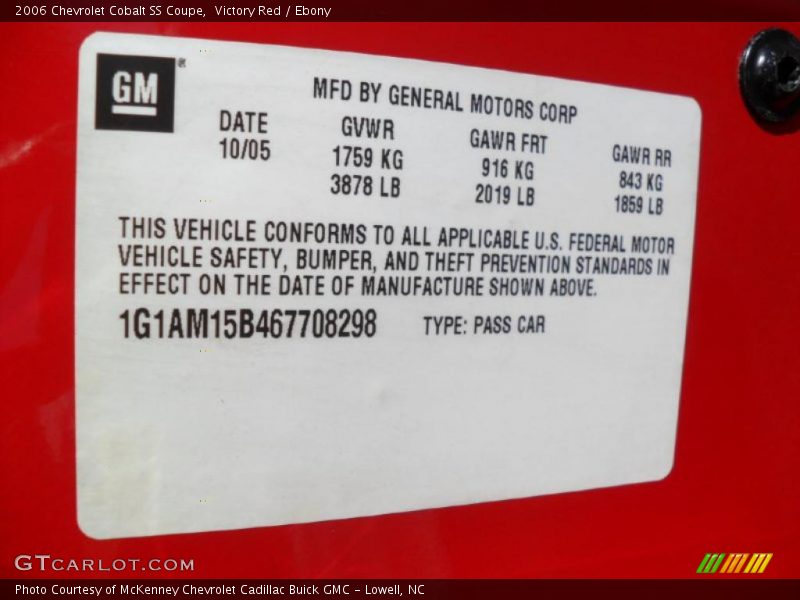 2006 Chevrolet Cobalt SS Coupe, Victory Red / Ebony
GM®
MFD BY GENERAL MOTORS CORP
DATE GVWR GAWR FRT GAWR RR
10/05 1759 KG 916 KG 843 KG
3878 LB 2019 LB 1859 LB
THIS VEHICLE CONFORMS TO ALL APPLICABLE U.S. FEDERAL MOTOR
VEHICLE SAFETY, BUMPER, AND THEFT PREVENTION STANDARDS IN
EFFECT ON THE DATE OF MANUFACTURE SHOWN ABOVE.
1G1AM15B467708298 TYPE: PASS CAR
GTCARLOT.COM
Photo Courtesy of McKenney Chevrolet Cadillac Buick GMC - Lowell, NC